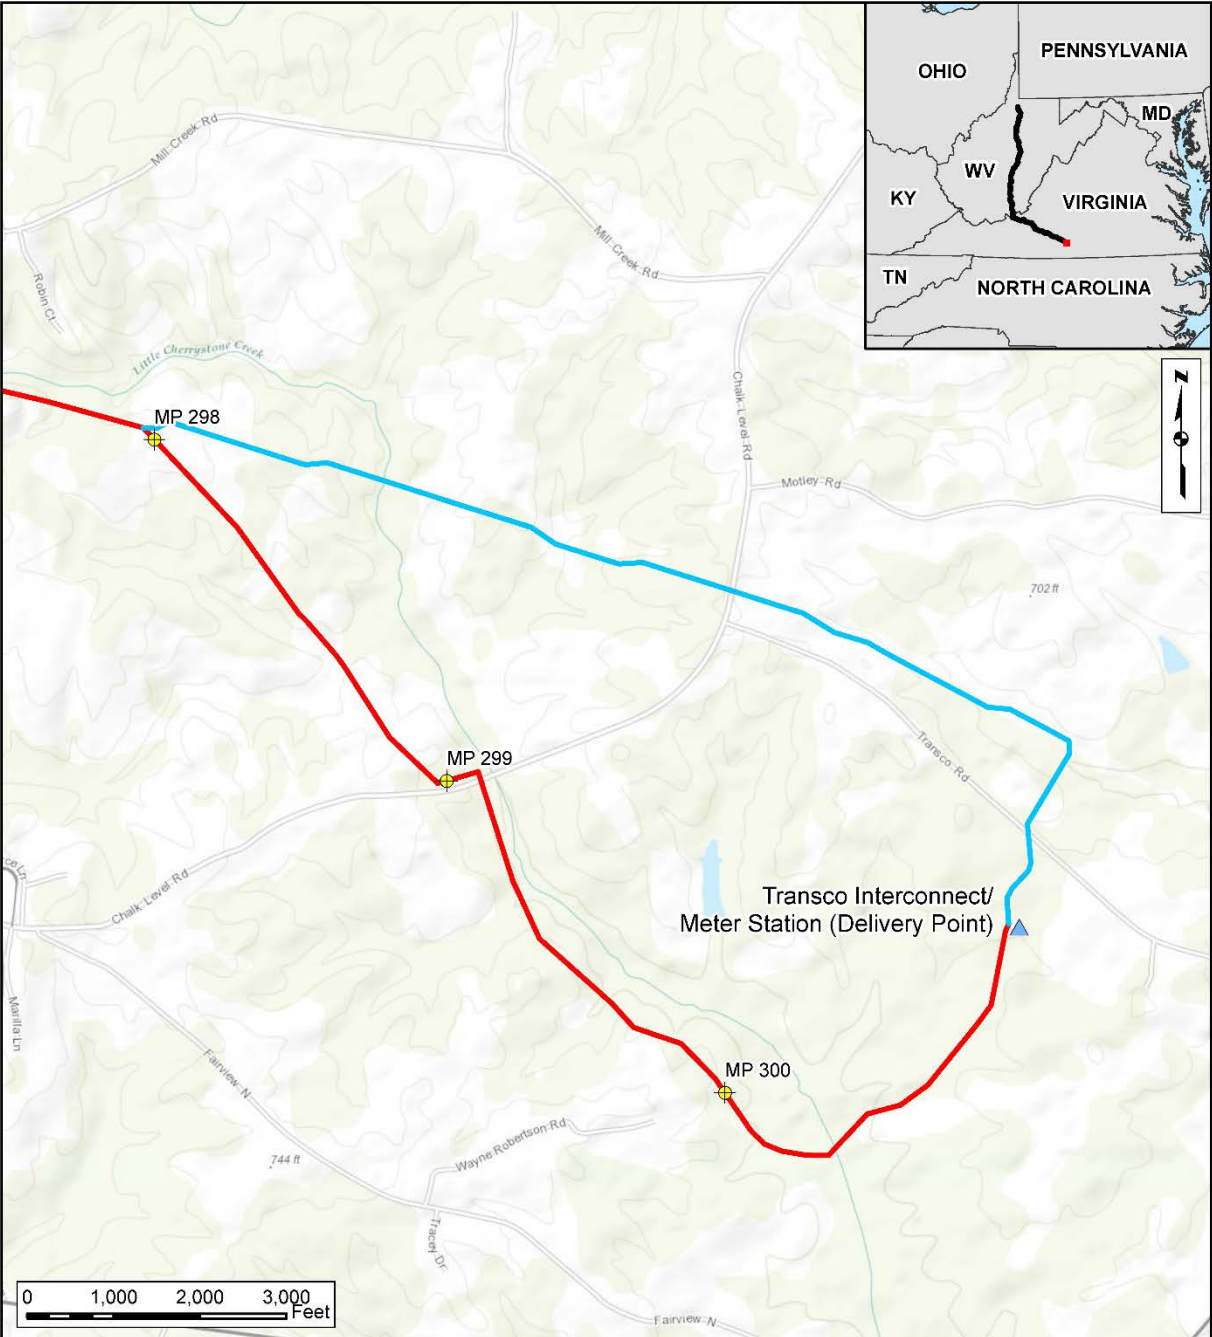 OHIO
PENNSYLVANIA
MD
WV
KY
VIRGINIA
TN
NORTH CAROLINA
N
Mill Creek Rd
Mill Creek Rd
Robin Ct
Little Cherrystone Creek
MP 298
Chalk Level Rd
Motley Rd
702 ft
MP 299
Transco Rd
ce Ln
Chalk Level Rd
Transco Interconnect/
Meter Station (Delivery Point)
Marilla Ln
Fairview N
MP 300
Wayne Robertson Rd
744 ft
Tracey Dr
Fairview N
0 1,000 2,000 3,000
Feet